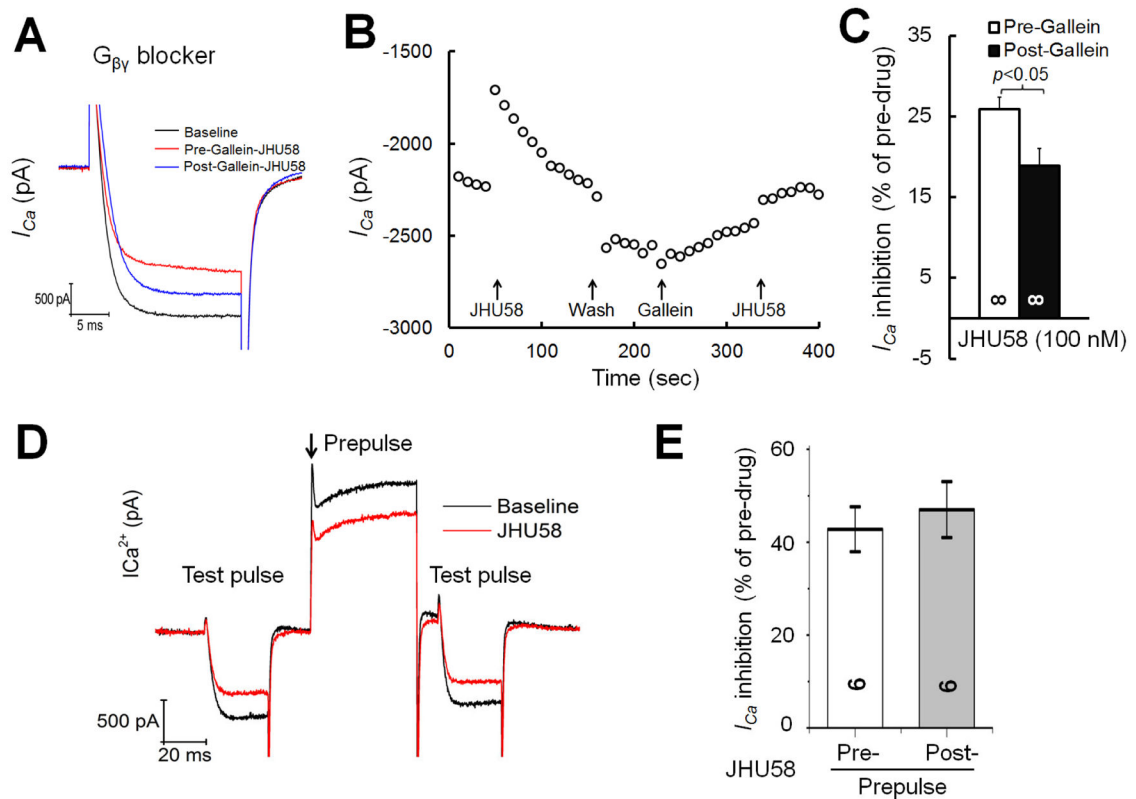 A
Gβγ blocker
Baseline
Pre-Gallein-JHU58
Post-Gallein-JHU58
ICa (pA)
500 pA
5 ms
B
-1500
-2000
-2500
-3000
ICa (pA)
JHU58
Wash
Gallein
JHU58
0
100
200
300
400
Time (sec)
C
Pre-Gallein
Post-Gallein
p<0.05
35
25
15
5
-5
ICa inhibition (% of pre-drug)
8
8
JHU58 (100 nM)
D
Prepulse
Baseline
JHU58
ICa2+ (pA)
Test pulse
Test pulse
500 pA
20 ms
E
60
40
20
0
ICa inhibition (% of pre-drug)
6
6
JHU58
Pre-
Post-
Prepulse